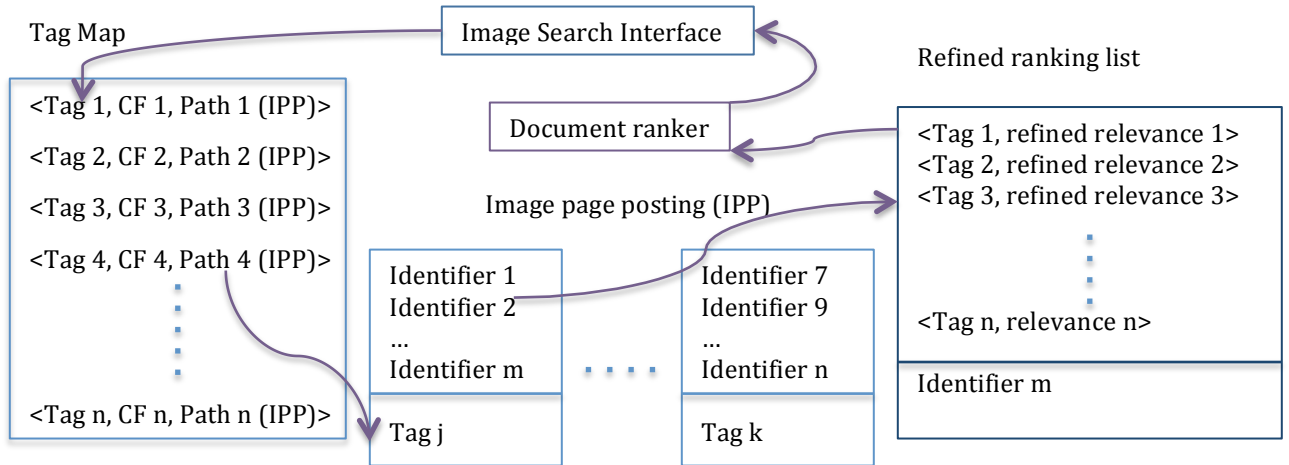 Tag Map
Image Search Interface
Refined ranking list
<Tag 1, CF 1, Path 1 (IPP)>
<Tag 2, CF 2, Path 2 (IPP)>
<Tag 3, CF 3, Path 3 (IPP)>
<Tag 4, CF 4, Path 4 (IPP)>
<Tag n, CF n, Path n (IPP)>
Document ranker
Image page posting (IPP)
Identifier 1
Identifier 2
...
Identifier m
Tag j
Identifier 7
Identifier 9
...
Identifier n
Tag k
<Tag 1, refined relevance 1>
<Tag 2, refined relevance 2>
<Tag 3, refined relevance 3>
<Tag n, relevance n>
Identifier m